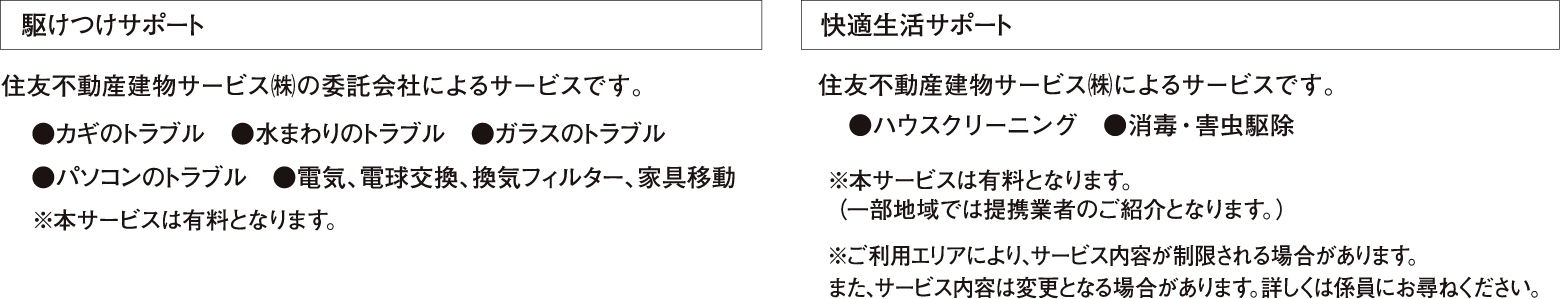 駆けつけサポート
住友不動産建物サービス㈱の委託会社によるサービスです。
●カギのトラブル　●水まわりのトラブル　●ガラスのトラブル
●パソコンのトラブル　●電気、電球交換、換気フィルター、家具移動
※本サービスは有料となります。
快適生活サポート
住友不動産建物サービス㈱によるサービスです。
●ハウスクリーニング　●消毒・害虫駆除
※本サービスは有料となります。
（一部地域では提携業者のご紹介となります。）
※ご利用エリアにより、サービス内容が制限される場合があります。
また、サービス内容は変更となる場合があります。詳しくは係員にお尋ねください。